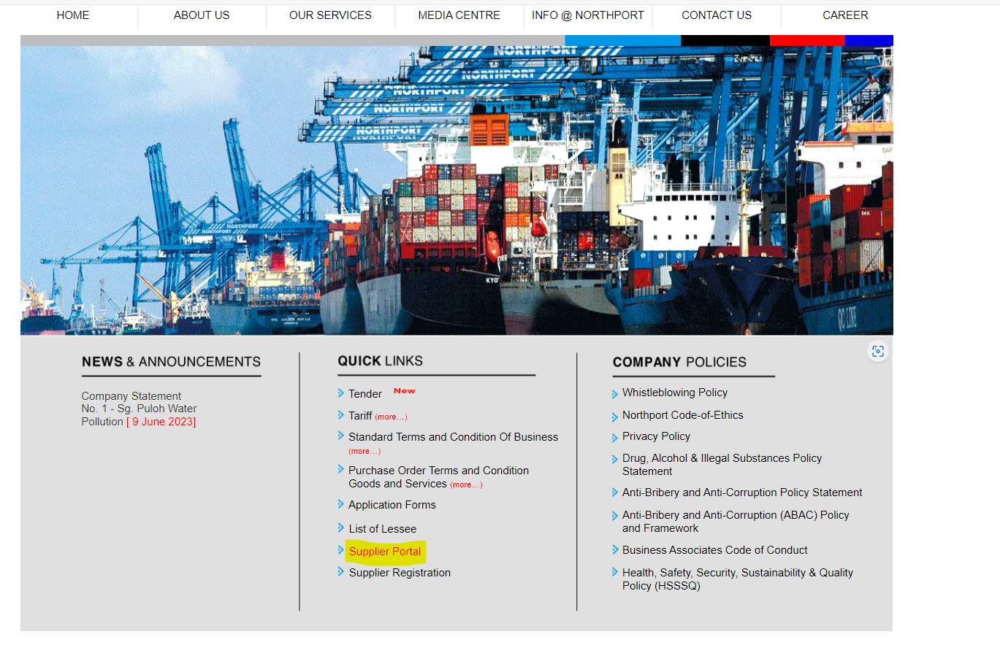 HOME
ABOUT US
OUR SERVICES
MEDIA CENTRE
INFO @ NORTHPORT
CONTACT US
CAREER
NORTHPORT
NORTHPORT
NORTHPORT
NORTHPORT
NORTHPORT
NORTHPORT
NORTHPORT
KYO
tex
NEWS & ANNOUNCEMENTS
Company Statement
No. 1 - Sg. Puloh Water
Pollution [ 9 June 2023]
QUICK LINKS
Tender New
Tariff (more...)
Standard Terms and Condition Of Business
(more...)
Purchase Order Terms and Condition
Goods and Services (more...)
Application Forms
List of Lessee
Supplier Portal
Supplier Registration
COMPANY POLICIES
Whistleblowing Policy
Northport Code-of-Ethics
Privacy Policy
Drug, Alcohol & Illegal Substances Policy
Statement
Anti-Bribery and Anti-Corruption Policy Statement
Anti-Bribery and Anti-Corruption (ABAC) Policy
and Framework
Business Associates Code of Conduct
Health, Safety, Security, Sustainability & Quality
Policy (HSSSQ)